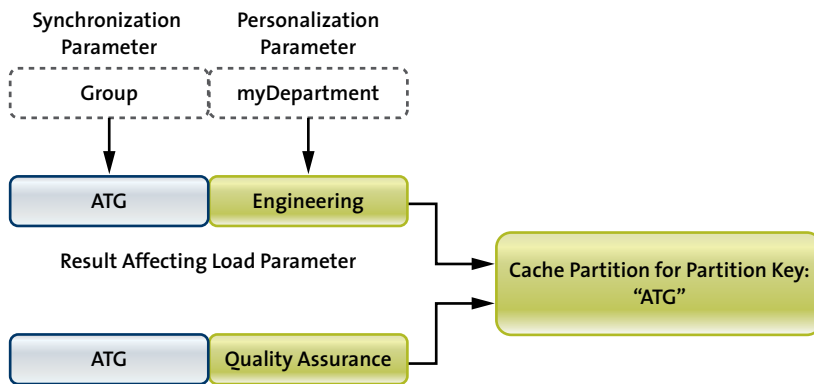 Synchronization Parameter
Personalization Parameter
Group
myDepartment
ATG
Engineering
Result Affecting Load Parameter
Cache Partition for Partition Key:
“ATG”
ATG
Quality Assurance